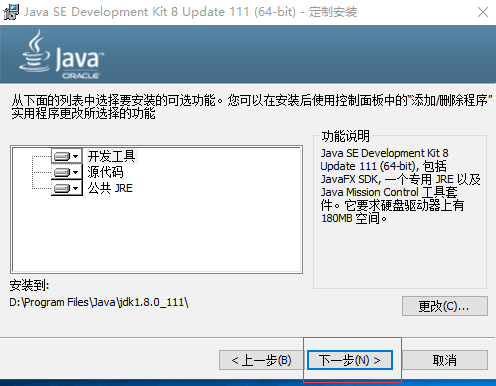 Java SE Development Kit 8 Update 111 (64-bit) - 定制安装
Java
ORACLE
从下面的列表中选择要安装的可选功能。您可以在安装后使用控制面板中的"添加/删除程序"
实用程序更改所选择的功能
开发工具
源代码
公共 JRE
功能说明
Java SE Development Kit 8
Update 111 (64-bit), 包括
JavaFX SDK, 一个专用 JRE 以及
Java Mission Control 工具套
件。它要求硬盘驱动器上有
180MB 空间。
安装到:
D:\Program Files\Java\jdk1.8.0_111\
更改(C)...
< 上一步(B)
下一步(N) >
取消